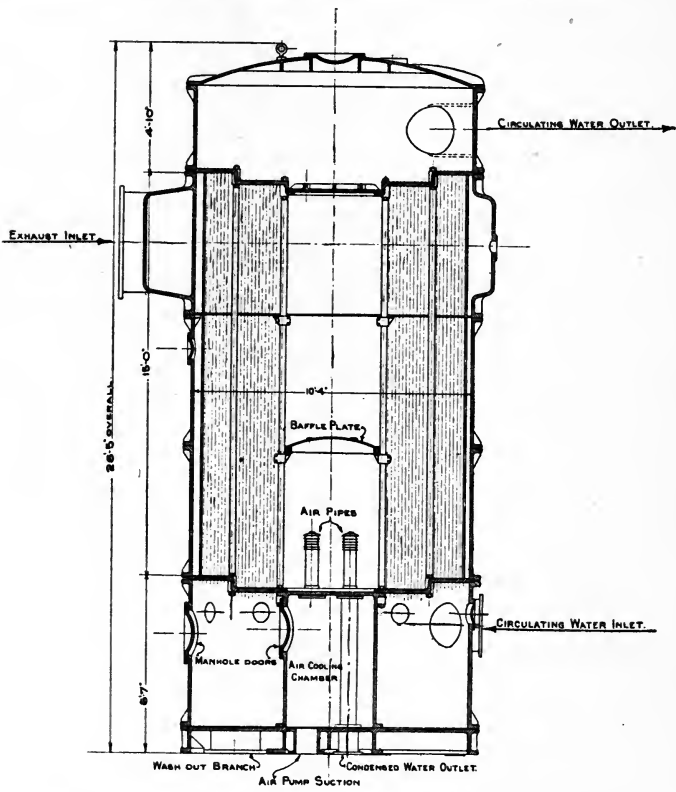 4'-10"
CIRCULATING WATER OUTLET.
EXHAUST INLET
15'-0"
10'-4"
26'-5" OVERALL.
BAFFLE PLATE
AIR PIPES
CIRCULATING WATER INLET.
MANHOLE DOORS
AIR COOLING
CHAMBER
6'-7"
WASH OUT BRANCH
CONDENSED WATER OUTLET.
AIR PUMP SUCTION